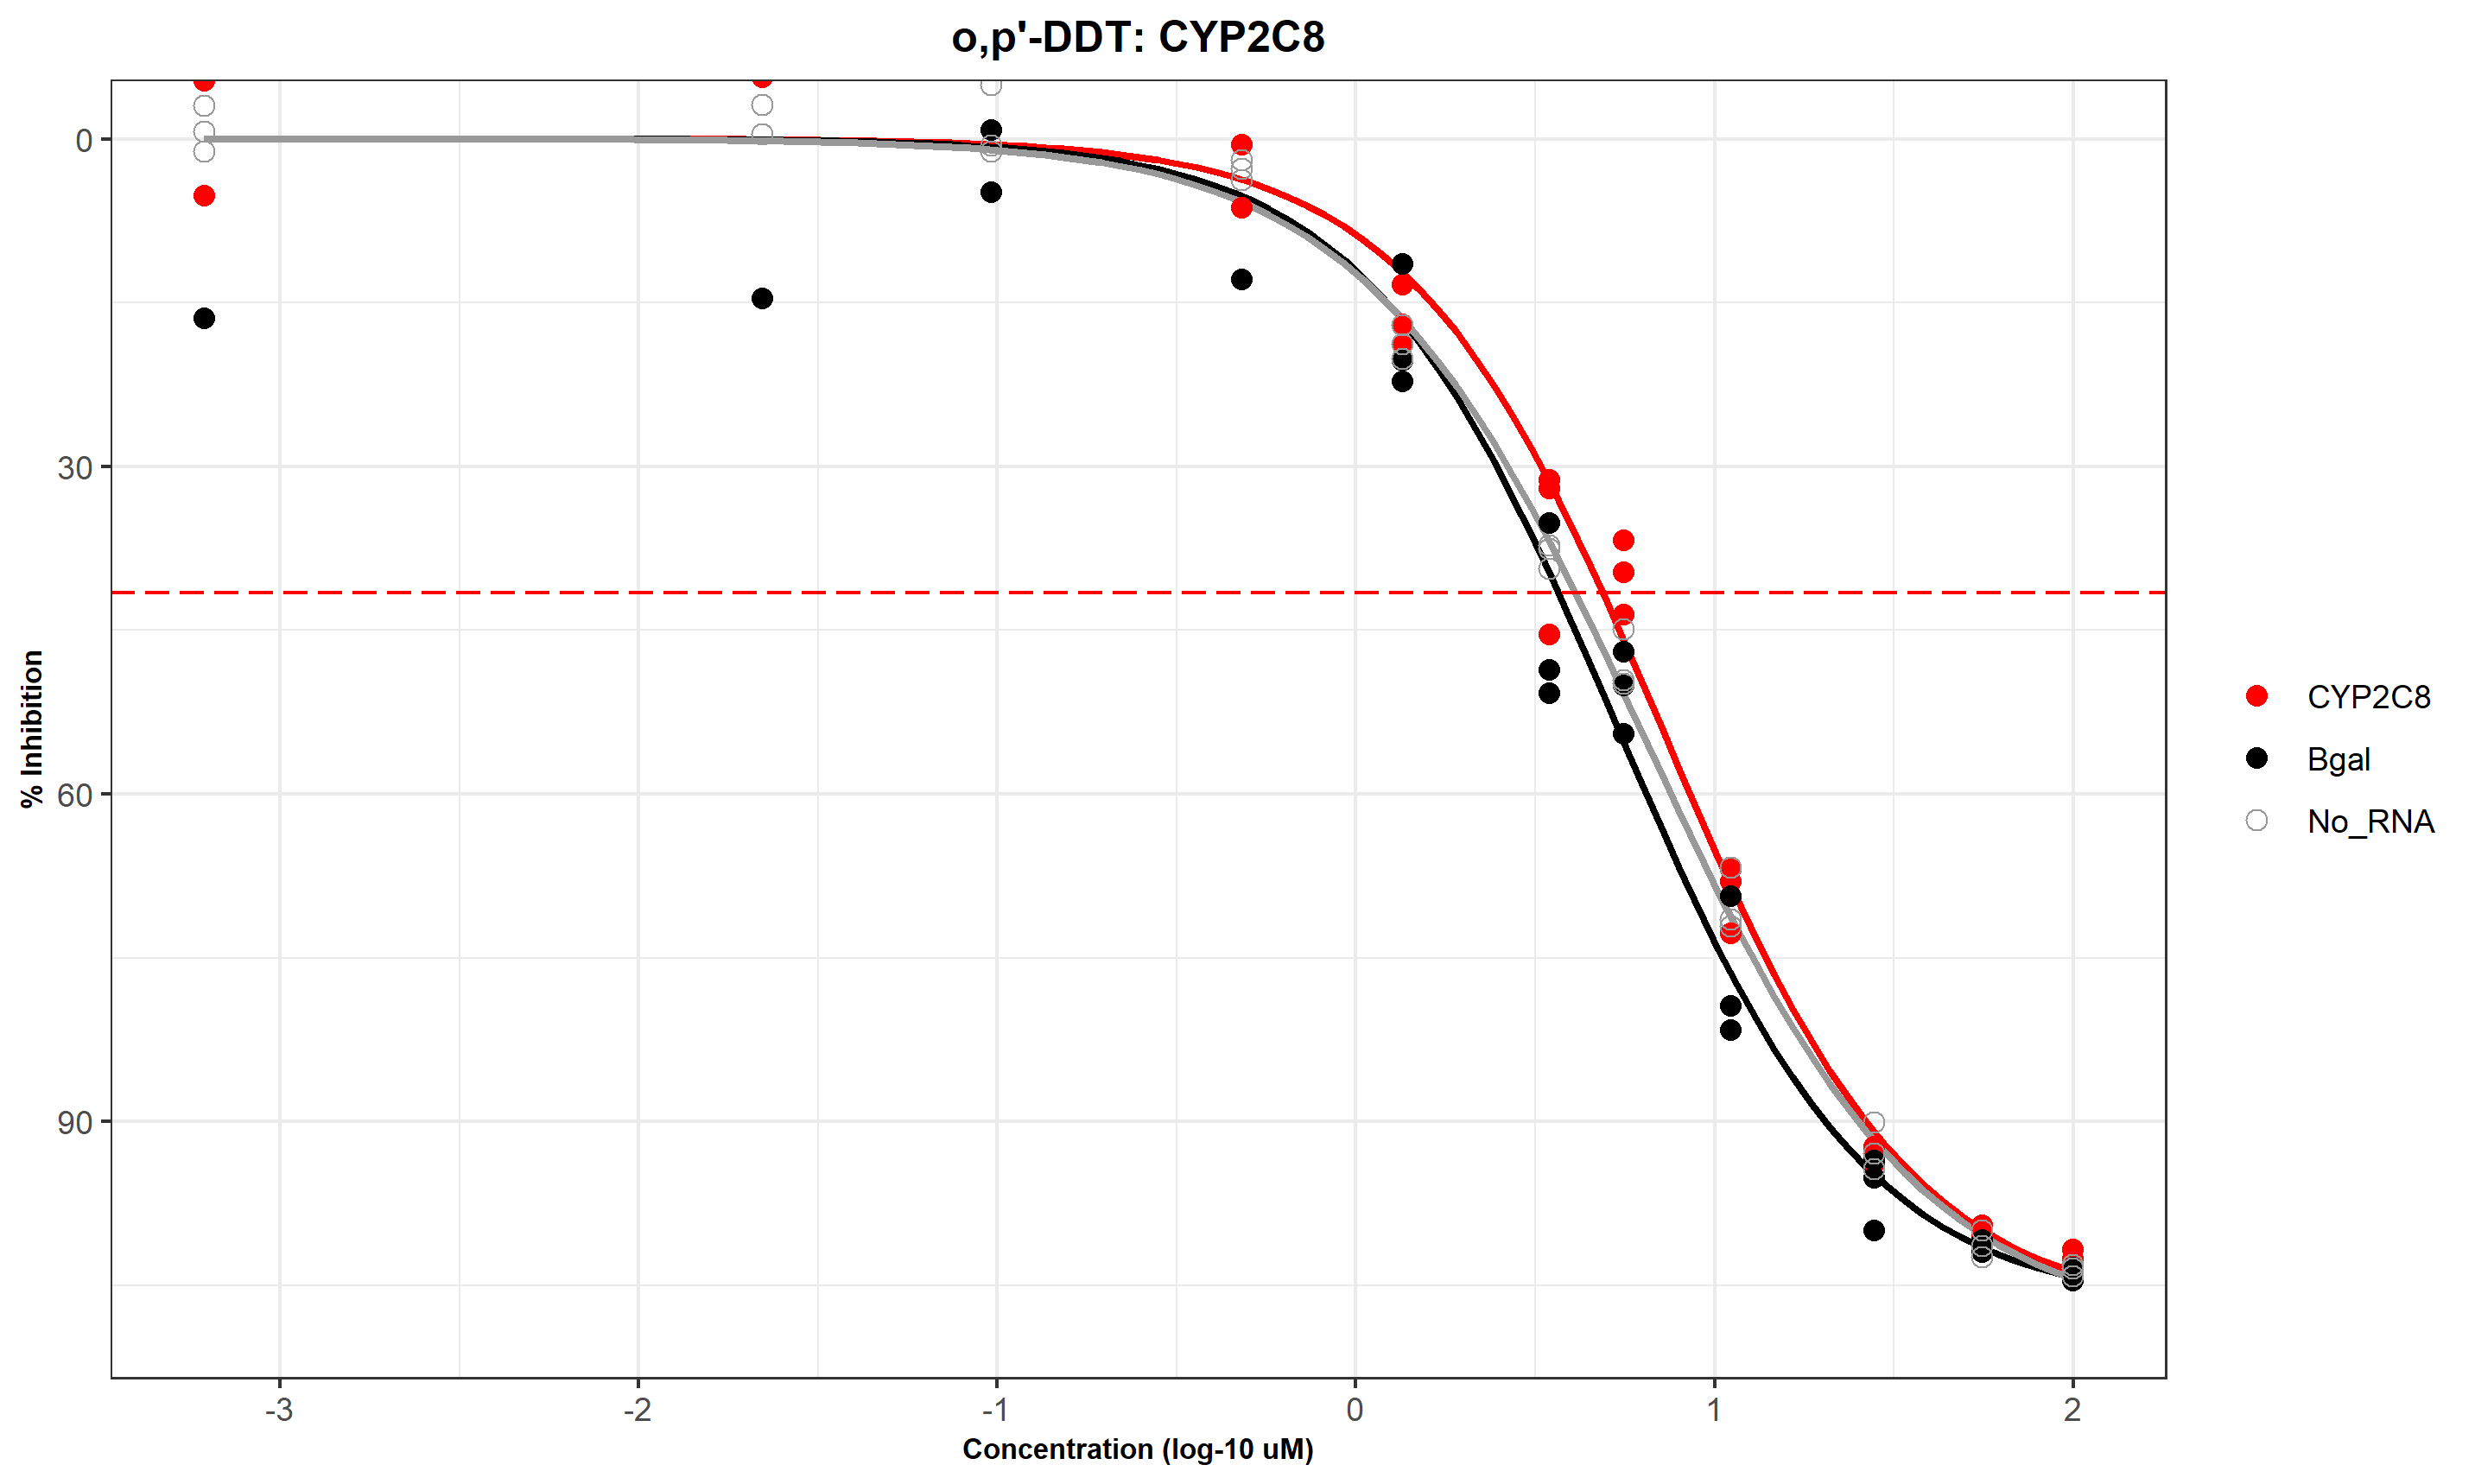 o,p'-DDT: CYP2C8
% Inhibition
0
30
60
90
-3
-2
-1
0
1
2
Concentration (log-10 uM)
CYP2C8
Bgal
No_RNA